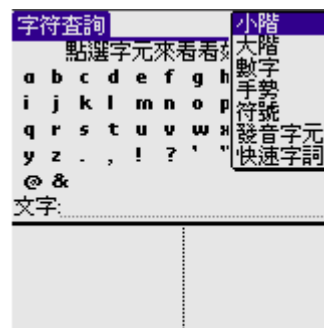 字符查詢
小階
大階
數字
手勢
符號
發音字元
快速字詞
點選字元來看看
a b c d e f g h
i j k l m n o p
q r s t u v w x
y z . , ! ? ' "
@ &
文字: